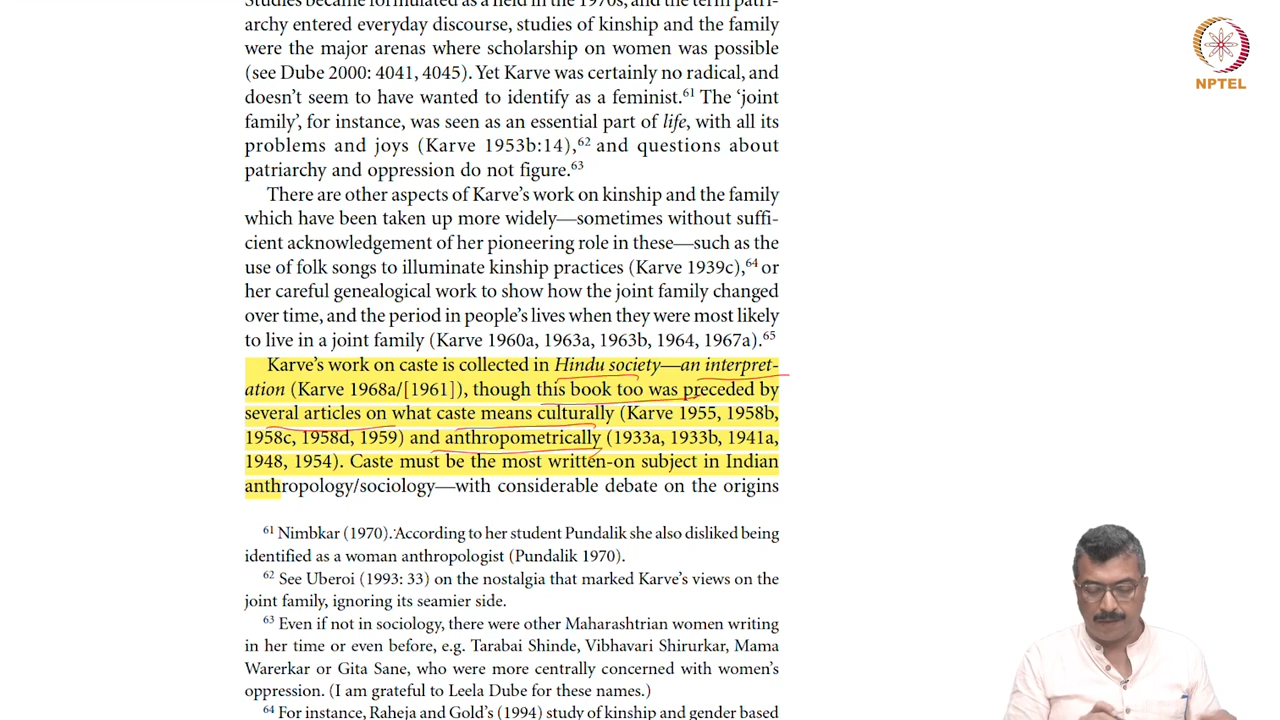 Studies became formulated as a field in the 1970s, and the term patri-
archy entered everyday discourse, studies of kinship and the family
were the major arenas where scholarship on women was possible
(see Dube 2000: 4041, 4045). Yet Karve was certainly no radical, and
doesn't seem to have wanted to identify as a feminist.⁶¹ The 'joint
family', for instance, was seen as an essential part of life, with all its
problems and joys (Karve 1953b:14),⁶² and questions about
patriarchy and oppression do not figure.⁶³
There are other aspects of Karve's work on kinship and the family
which have been taken up more widely—sometimes without suffi-
cient acknowledgement of her pioneering role in these—such as the
use of folk songs to illuminate kinship practices (Karve 1939c),⁶⁴ or
her careful genealogical work to show how the joint family changed
over time, and the period in people's lives when they were most likely
to live in a joint family (Karve 1960a, 1963a, 1963b, 1964, 1967a).⁶⁵
Karve's work on caste is collected in Hindu society—an interpret-
ation (Karve 1968a/[1961]), though this book too was preceded by
several articles on what caste means culturally (Karve 1955, 1958b,
1958c, 1958d, 1959) and anthropometrically (1933a, 1933b, 1941a,
1948, 1954). Caste must be the most written-on subject in Indian
anthropology/sociology—with considerable debate on the origins
⁶¹ Nimbkar (1970). According to her student Pundalik she also disliked being
identified as a woman anthropologist (Pundalik 1970).
⁶² See Uberoi (1993: 33) on the nostalgia that marked Karve's views on the
joint family, ignoring its seamier side.
⁶³ Even if not in sociology, there were other Maharashtrian women writing
in her time or even before, e.g. Tarabai Shinde, Vibhavari Shirurkar, Mama
Warerkar or Gita Sane, who were more centrally concerned with women's
oppression. (I am grateful to Leela Dube for these names.)
⁶⁴ For instance, Raheja and Gold's (1994) study of kinship and gender based
NPTEL